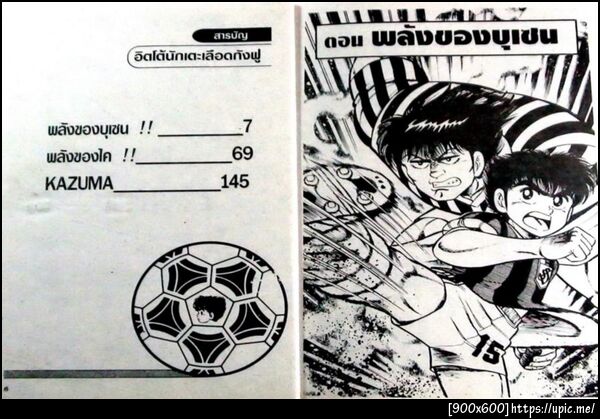 สารบัญ
อิตโต้นักเตะเลือดกังฟู
พลังของบุเซน !! 7
พลังของไค !! 69
KAZUMA 145
6
ตอน พลังของบุเซน
15
[900x600]https://upic.me/